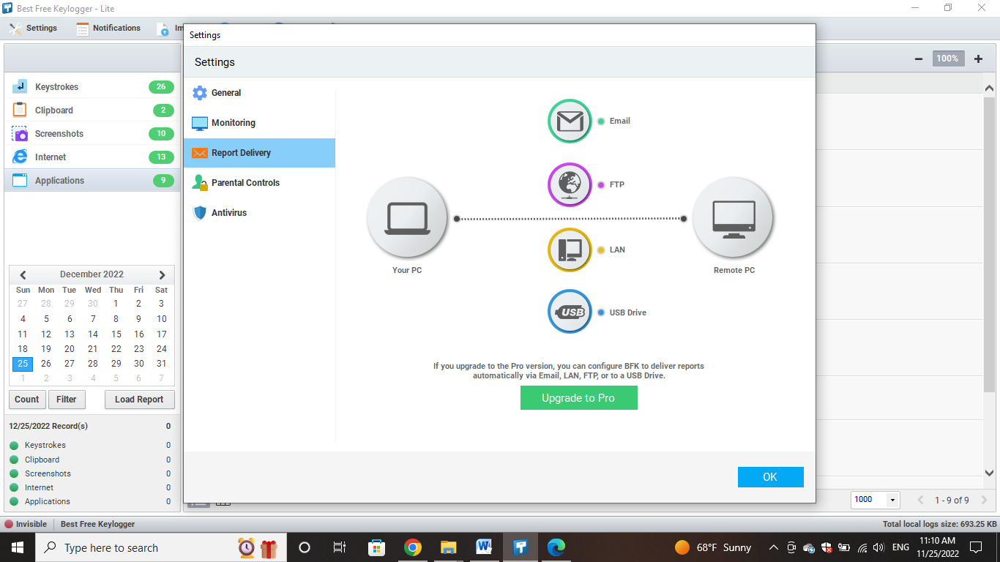 Best Free Keylogger - Lite
Settings
Notifications
Im
Settings
Settings
100%
Keystrokes 26
Clipboard 2
Screenshots 10
Internet 13
Applications 9
General
Monitoring
Report Delivery
Parental Controls
Antivirus
Email
FTP
LAN
USB
USB Drive
Your PC
Remote PC
If you upgrade to the Pro version, you can configure BFK to deliver reports
automatically via Email, LAN, FTP, or to a USB Drive.
Upgrade to Pro
OK
December 2022
Sun Mon Tue Wed Thu Fri Sat
27 28 29 30 1 2 3
4 5 6 7 8 9 10
11 12 13 14 15 16 17
18 19 20 21 22 23 24
25 26 27 28 29 30 31
1 2 3 4 5 6 7
Count Filter Load Report
12/25/2022 Record(s) 0
Keystrokes 0
Clipboard 0
Screenshots 0
Internet 0
Applications 0
1000
1 - 9 of 9
Invisible Best Free Keylogger Total local logs size: 693.25 KB
Type here to search
68°F Sunny
ENG
11:10 AM
11/25/2022